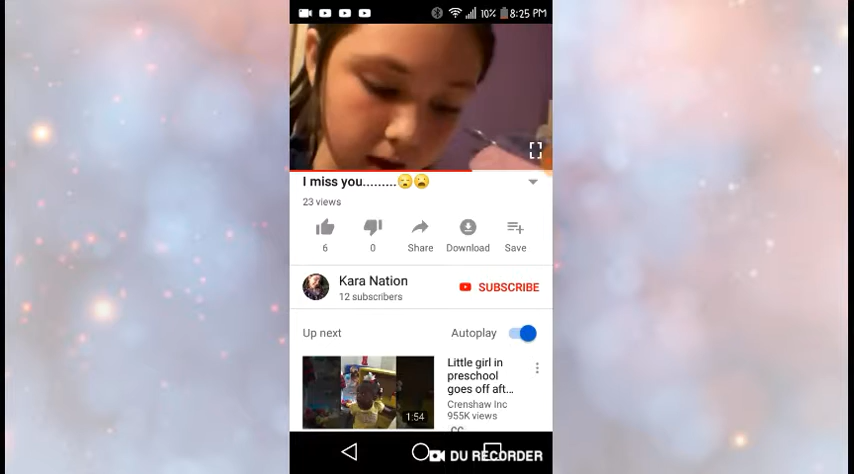 10% 8:25 PM
I miss you.........😪😫
23 views
6 0 Share Download Save
Kara Nation
12 subscribers
SUBSCRIBE
Up next Autoplay
1:54
Little girl in
preschool
goes off aft...
Crenshaw Inc
955K views
CC
DU RECORDER